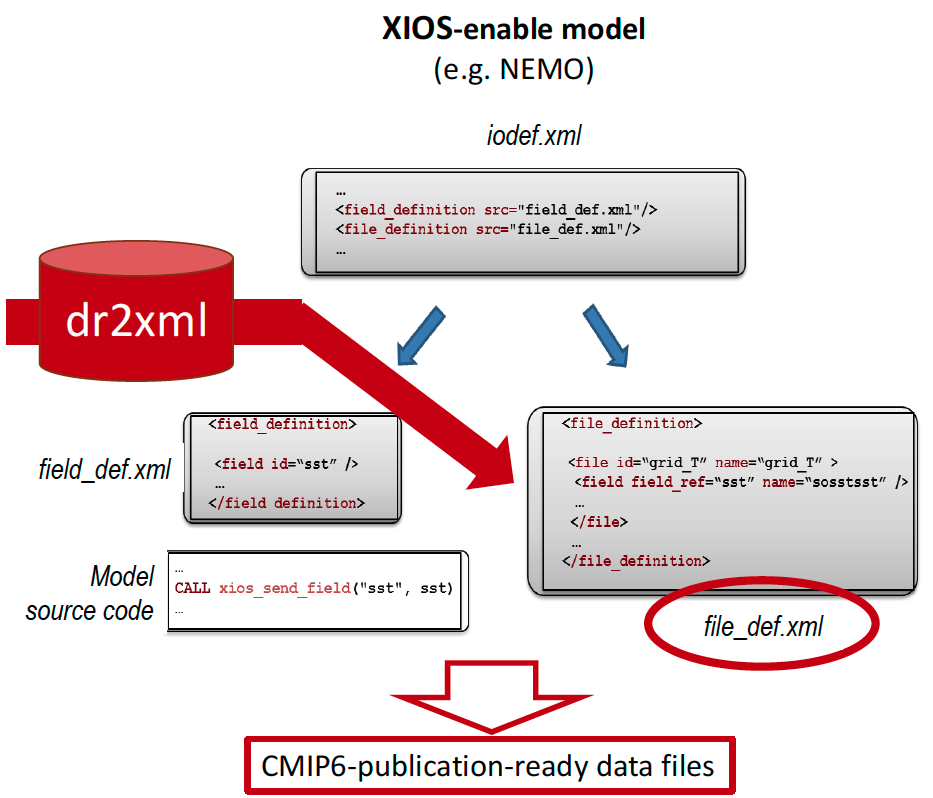 XIOS-enable model
(e.g. NEMO)
iodef.xml
…
<field_definition src="field_def.xml"/>
<file_definition src="file_def.xml"/>
…
dr2xml
field_def.xml
<field_definition>
<field id=“sst” />
…
</field definition>
Model
source code
…
CALL xios_send_field("sst", sst)
…
<file_definition>
<file id=“grid_T” name=“grid_T” >
<field field_ref=“sst” name=“sosstsst” />
…
</file>
…
</file_definition>
file_def.xml
CMIP6-publication-ready data files